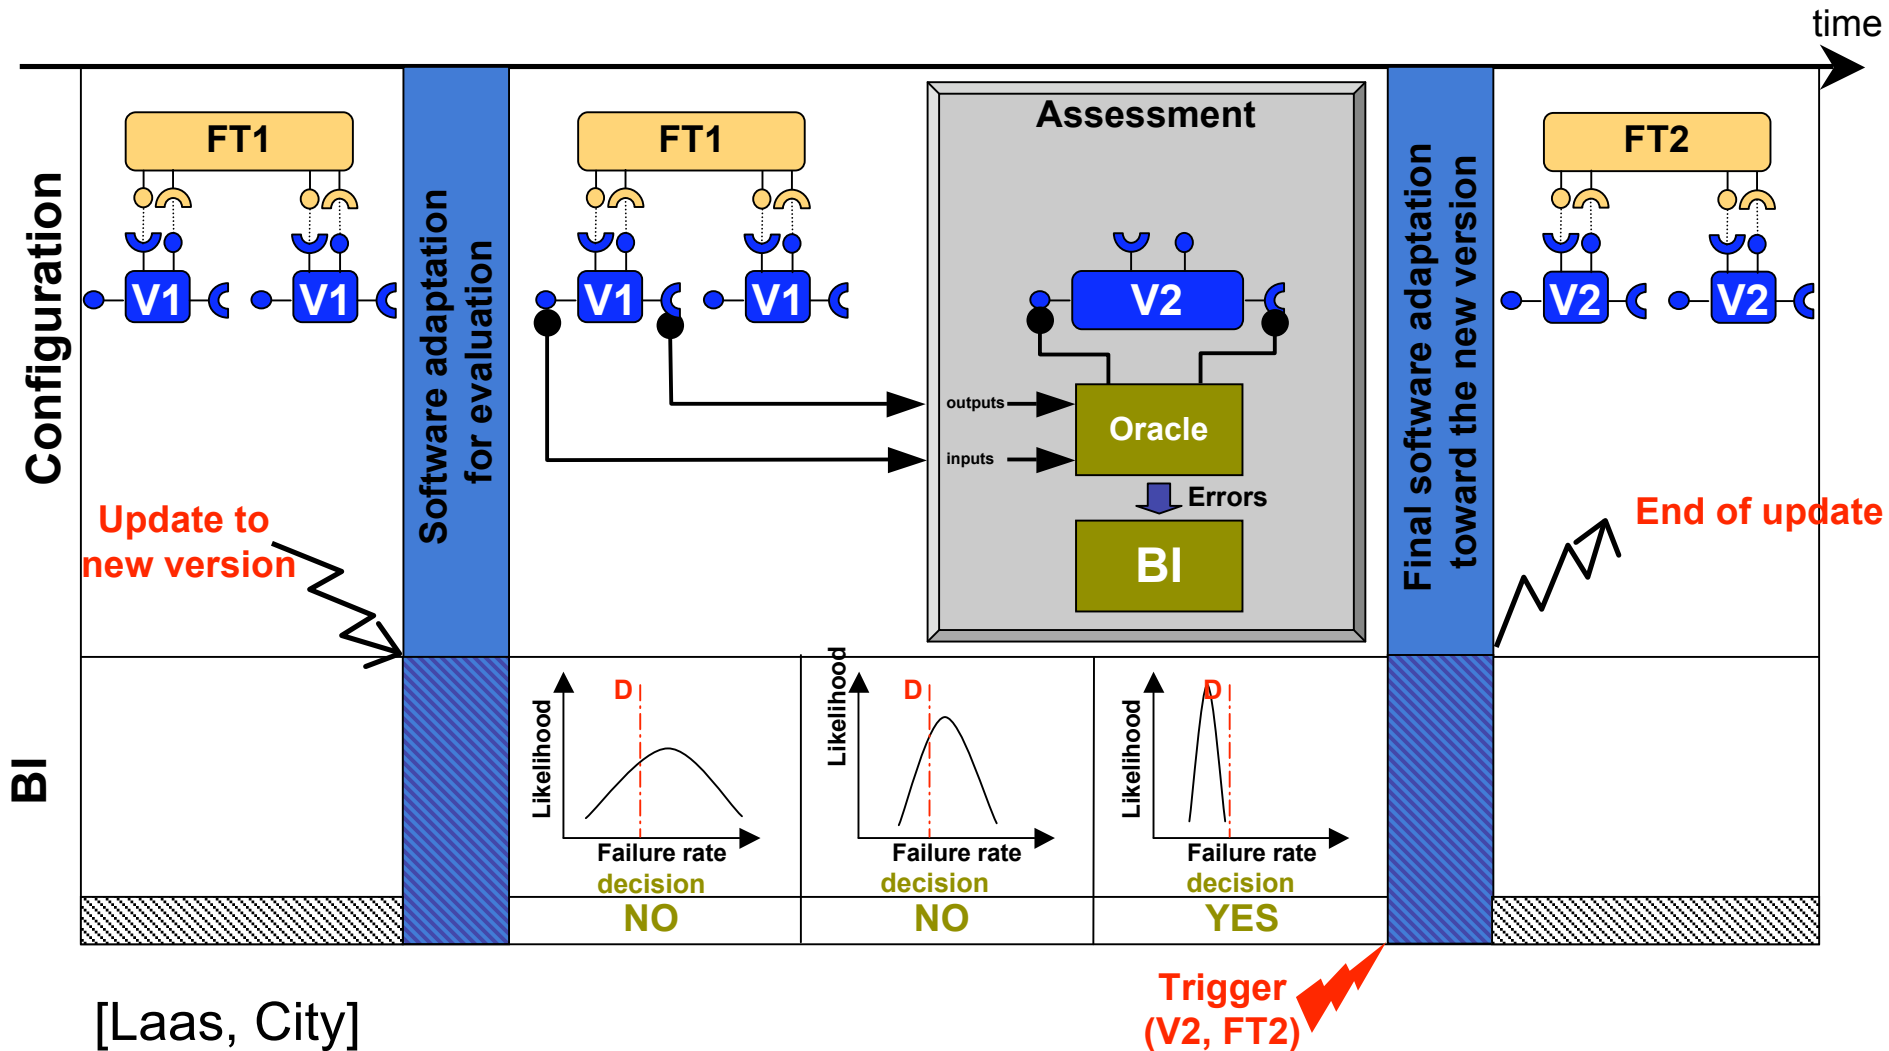 time
Configuration
FT1
V1
V1
Update to
new version
Software adaptation
for evaluation
FT1
V1
V1
Assessment
V2
outputs
inputs
Oracle
Errors
BI
Final software adaptation
toward the new version
FT2
V2
V2
End of update
BI
Likelihood
D
Failure rate
decision
NO
Likelihood
D
Failure rate
decision
NO
Likelihood
D
Failure rate
decision
YES
Trigger
(V2, FT2)
[Laas, City]